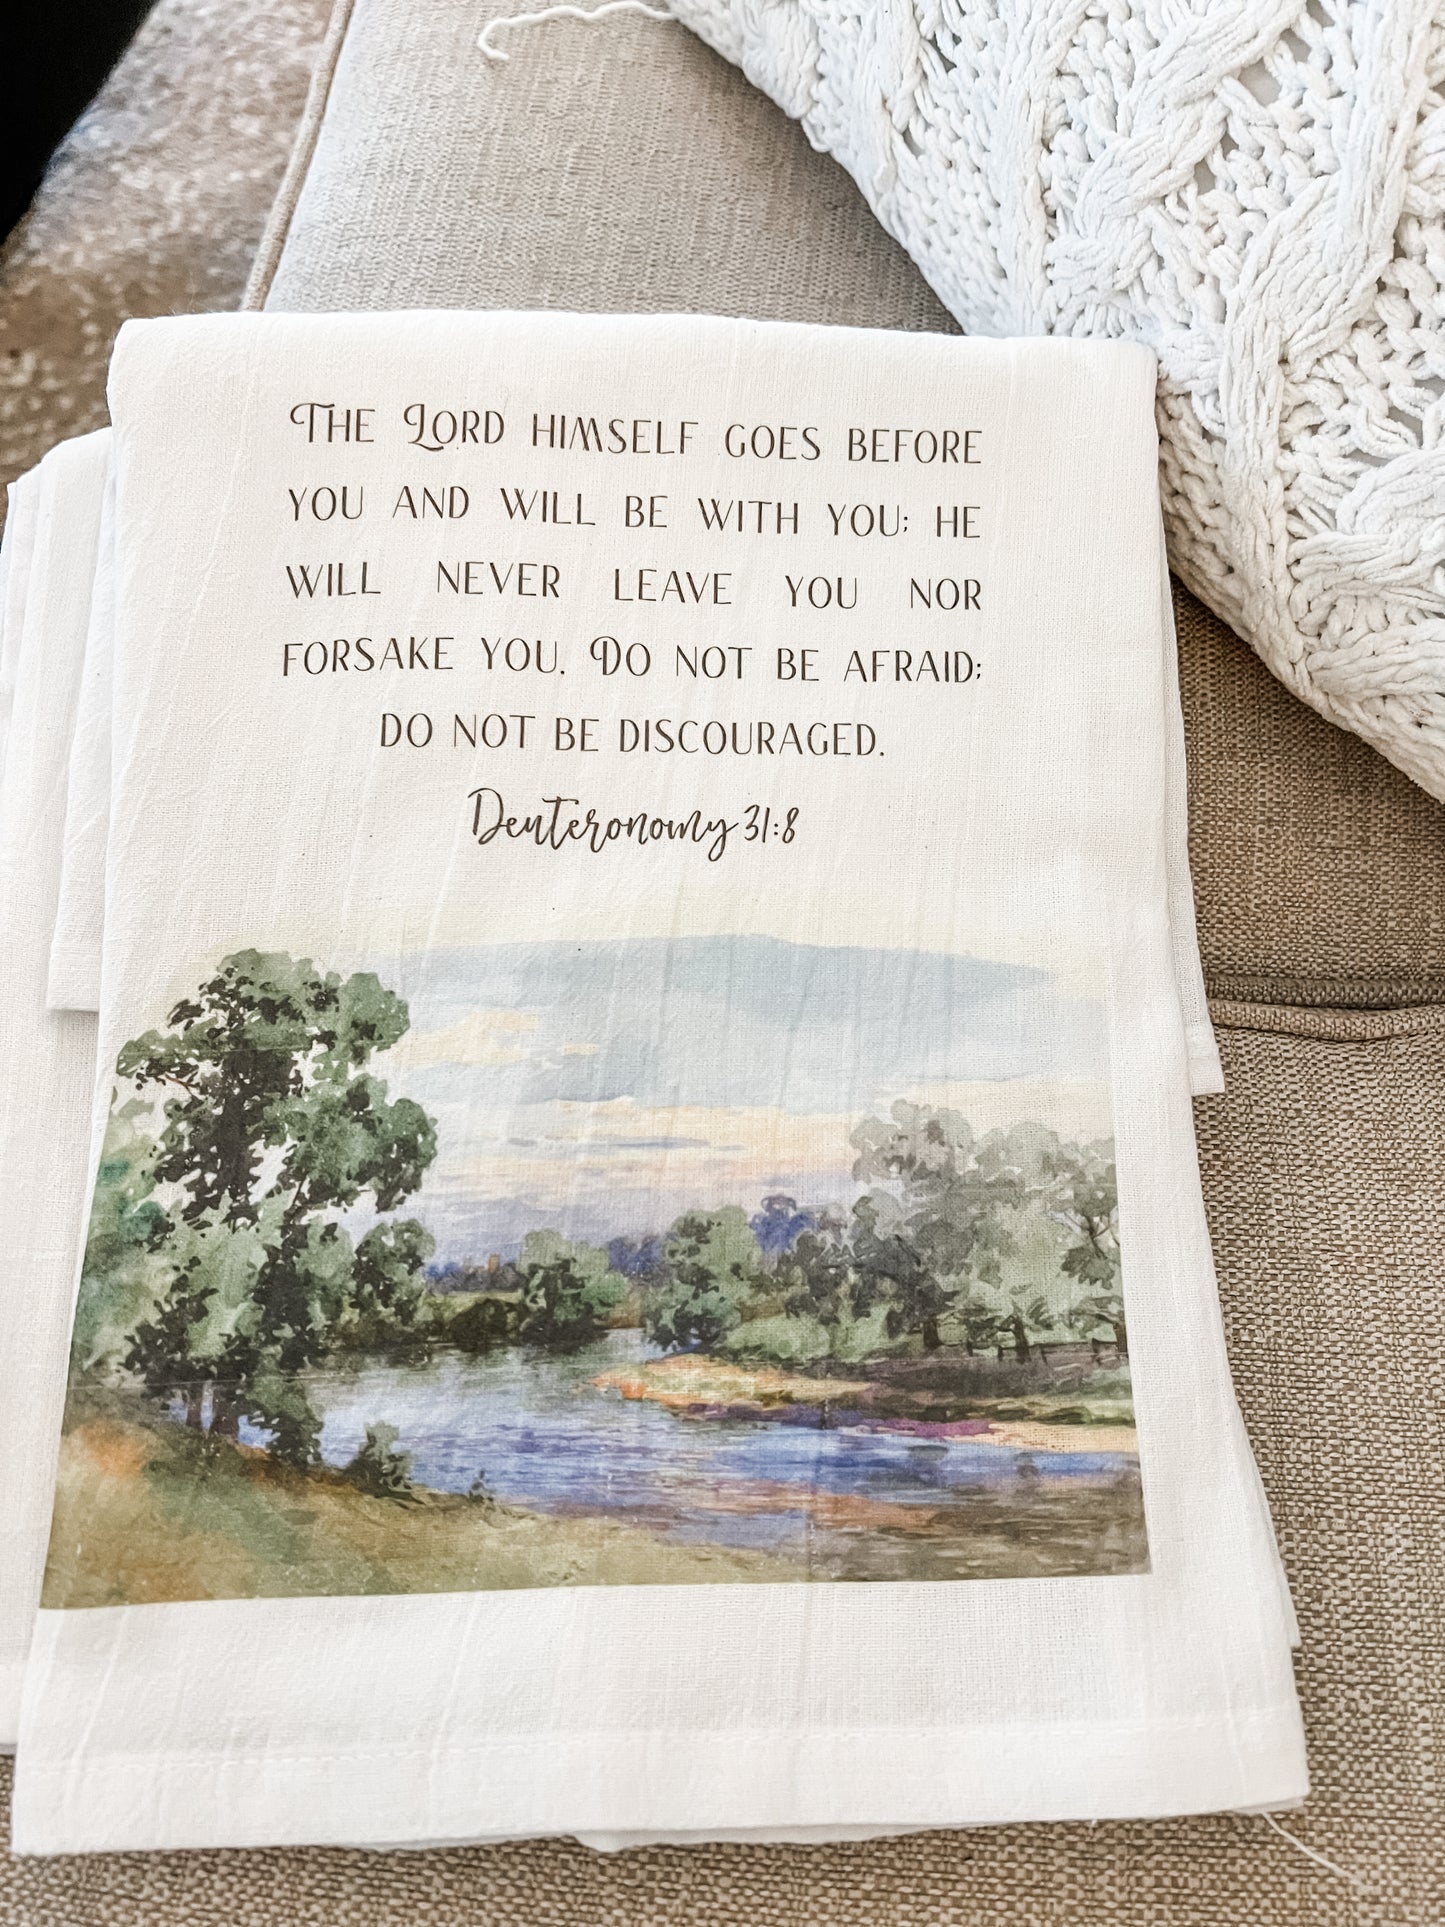 The Lord himself goes before
you and will be with you; he
will never leave you nor
forsake you. Do not be afraid;
do not be discouraged.
Deuteronomy 31:8